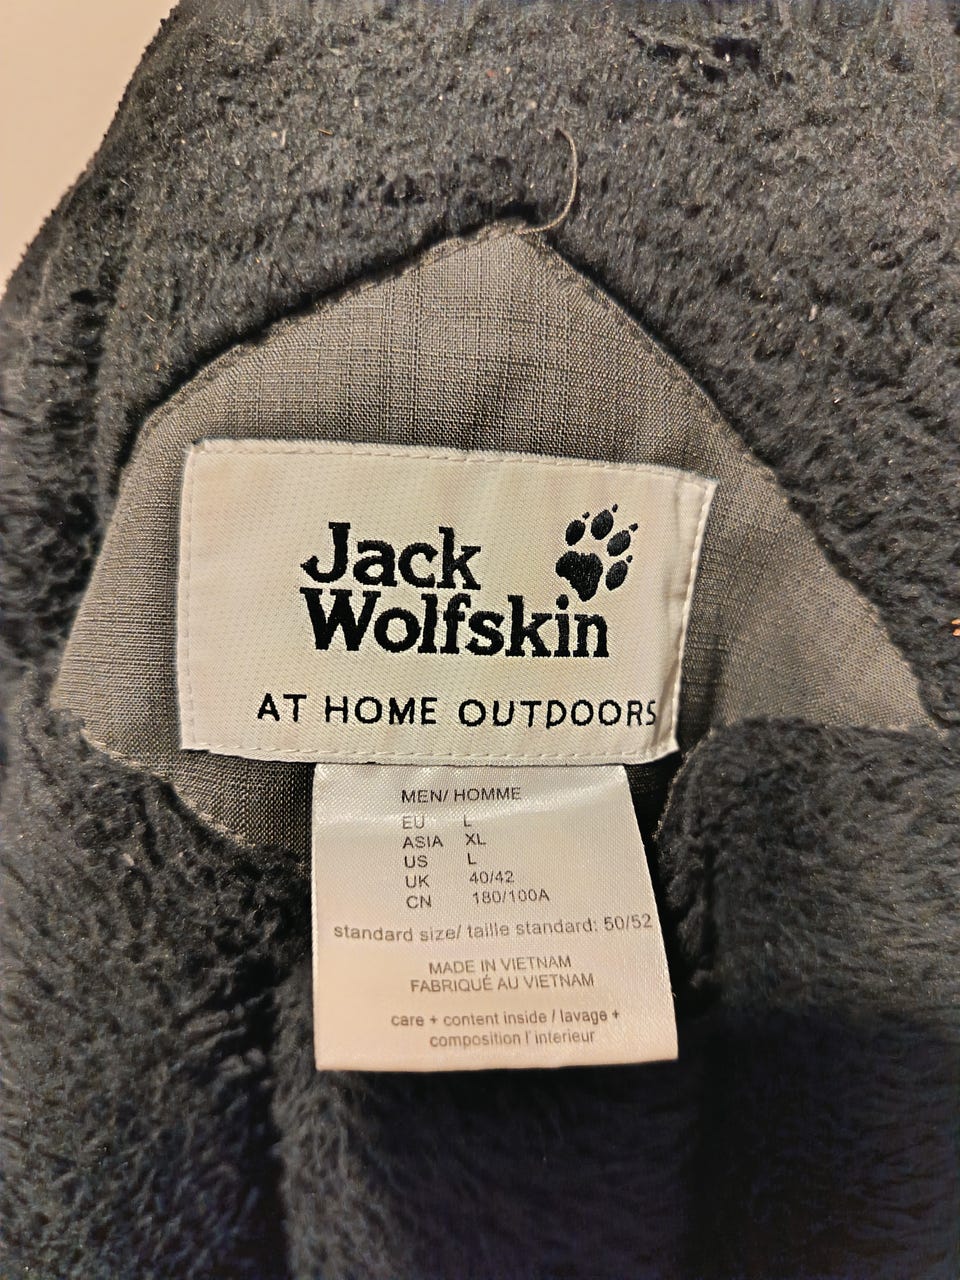 Jack
Wolfskin
AT HOME OUTDOORS
MEN/ HOMME
EU L
ASIA XL
US L
UK 40/42
CN 180/100A
standard size/ taille standard: 50/52
MADE IN VIETNAM
FABRIQUÉ AU VIETNAM
care + content inside / lavage +
composition l'interieur